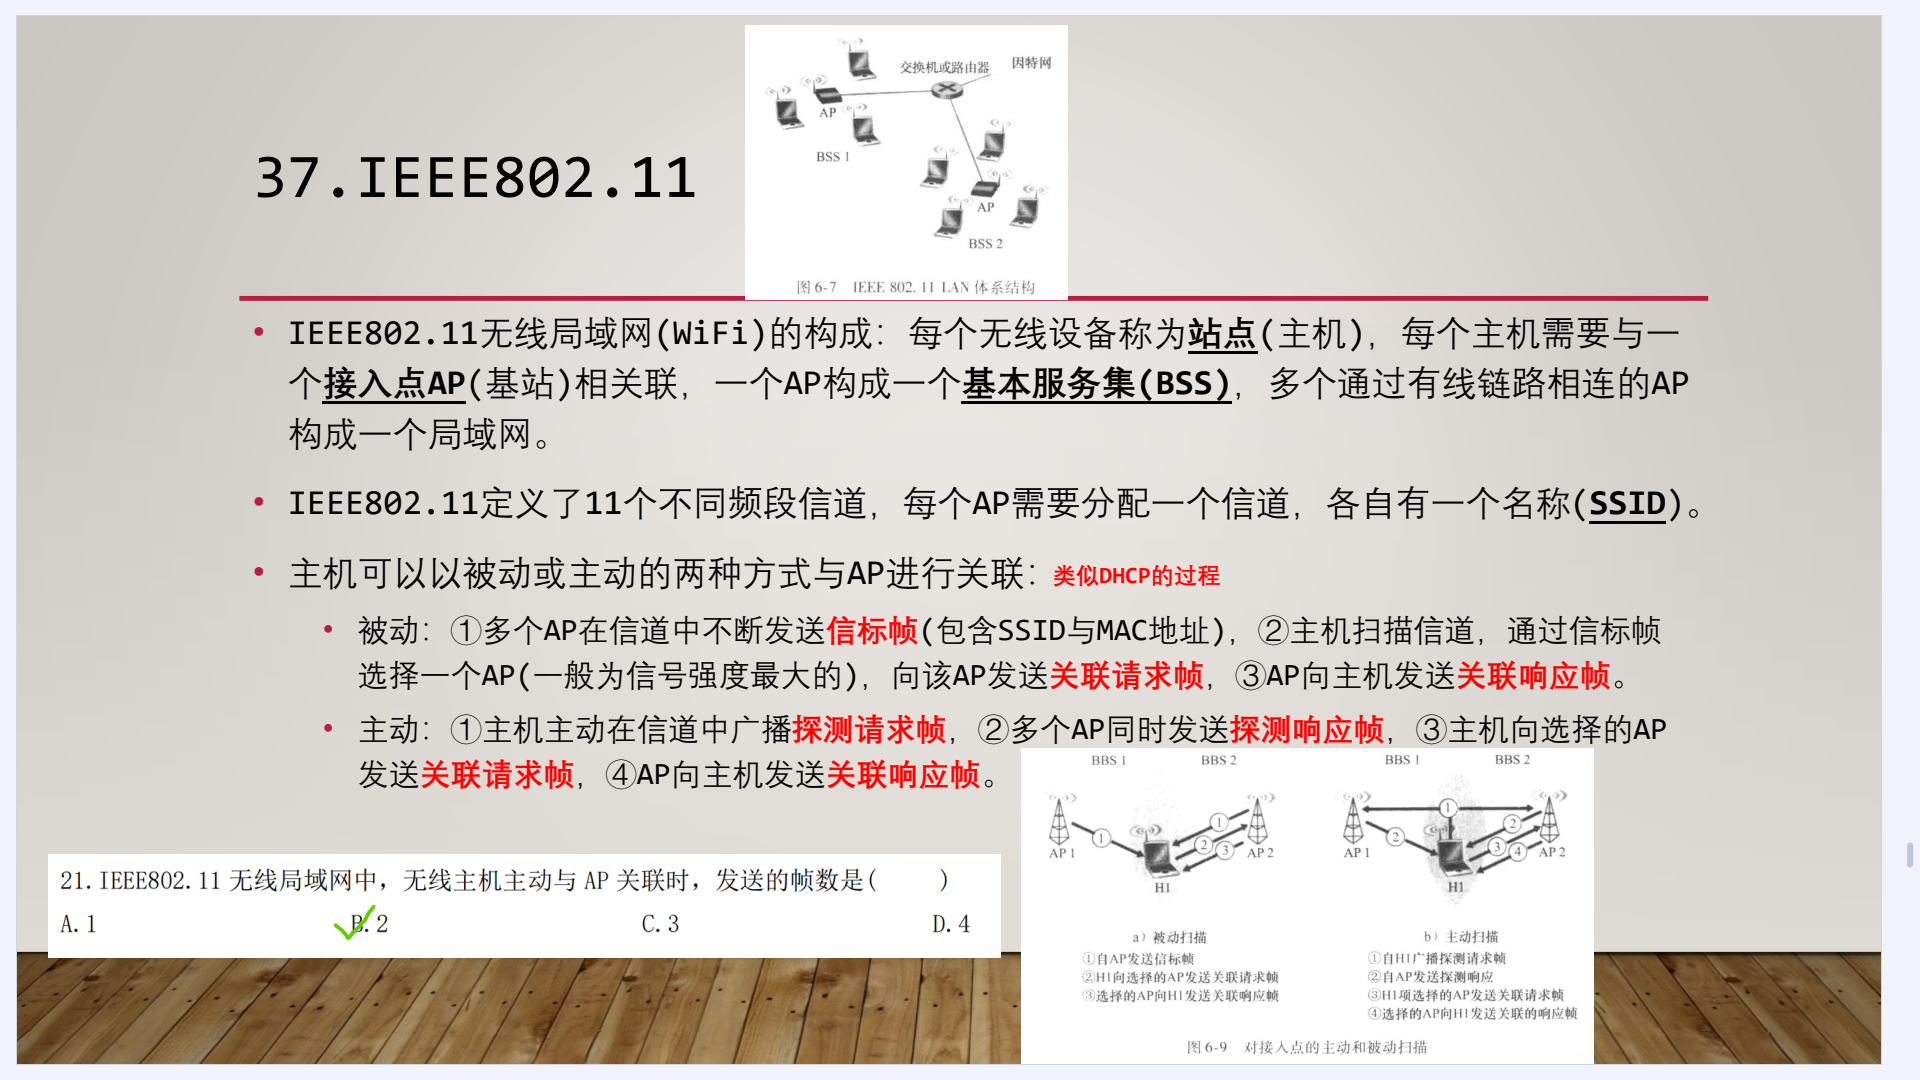 交换机或路由器
因特网
AP
BSS 1
AP
BSS 2
图 6-7 IEEE 802.11 LAN 体系结构
37.IEEE802.11
• IEEE802.11无线局域网(WiFi)的构成：每个无线设备称为站点(主机)，每个主机需要与一
个接入点AP(基站)相关联，一个AP构成一个基本服务集(BSS)，多个通过有线链路相连的AP
构成一个局域网。
• IEEE802.11定义了11个不同频段信道，每个AP需要分配一个信道，各自有一个名称(SSID)。
• 主机可以以被动或主动的两种方式与AP进行关联：类似DHCP的过程
• 被动：①多个AP在信道中不断发送信标帧(包含SSID与MAC地址)，②主机扫描信道，通过信标帧
选择一个AP(一般为信号强度最大的)，向该AP发送关联请求帧，③AP向主机发送关联响应帧。
• 主动：①主机主动在信道中广播探测请求帧，②多个AP同时发送探测响应帧，③主机向选择的AP
发送关联请求帧，④AP向主机发送关联响应帧。
21.IEEE802.11 无线局域网中，无线主机主动与 AP 关联时，发送的帧数是( )
A.1 B.2 C.3 D.4
BBS 1 BBS 2
1 1 2 3
AP 1 AP 2
H1
a）被动扫描
①自AP发送信标帧
②H1向选择的AP发送关联请求帧
③选择的AP向H1发送关联响应帧
BBS 1 BBS 2
1 2 2 3 4
AP 1 AP 2
H1
b）主动扫描
①自H1广播探测请求帧
②自AP发送探测响应
③H1项选择的AP发送关联请求帧
④选择的AP向H1发送关联的响应帧
图 6-9 对接入点的主动和被动扫描